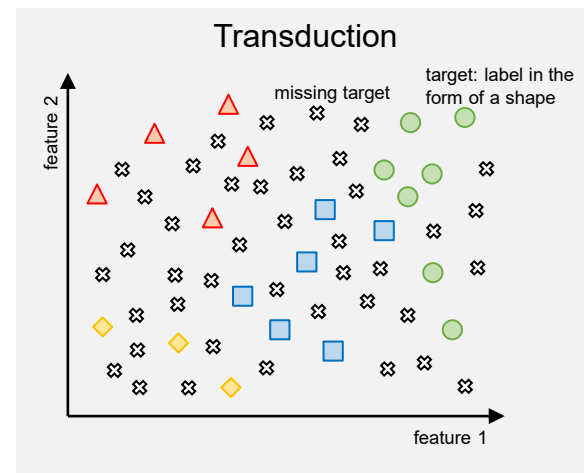 Transduction
target: label in the
form of a shape
missing target
feature 2
feature 1